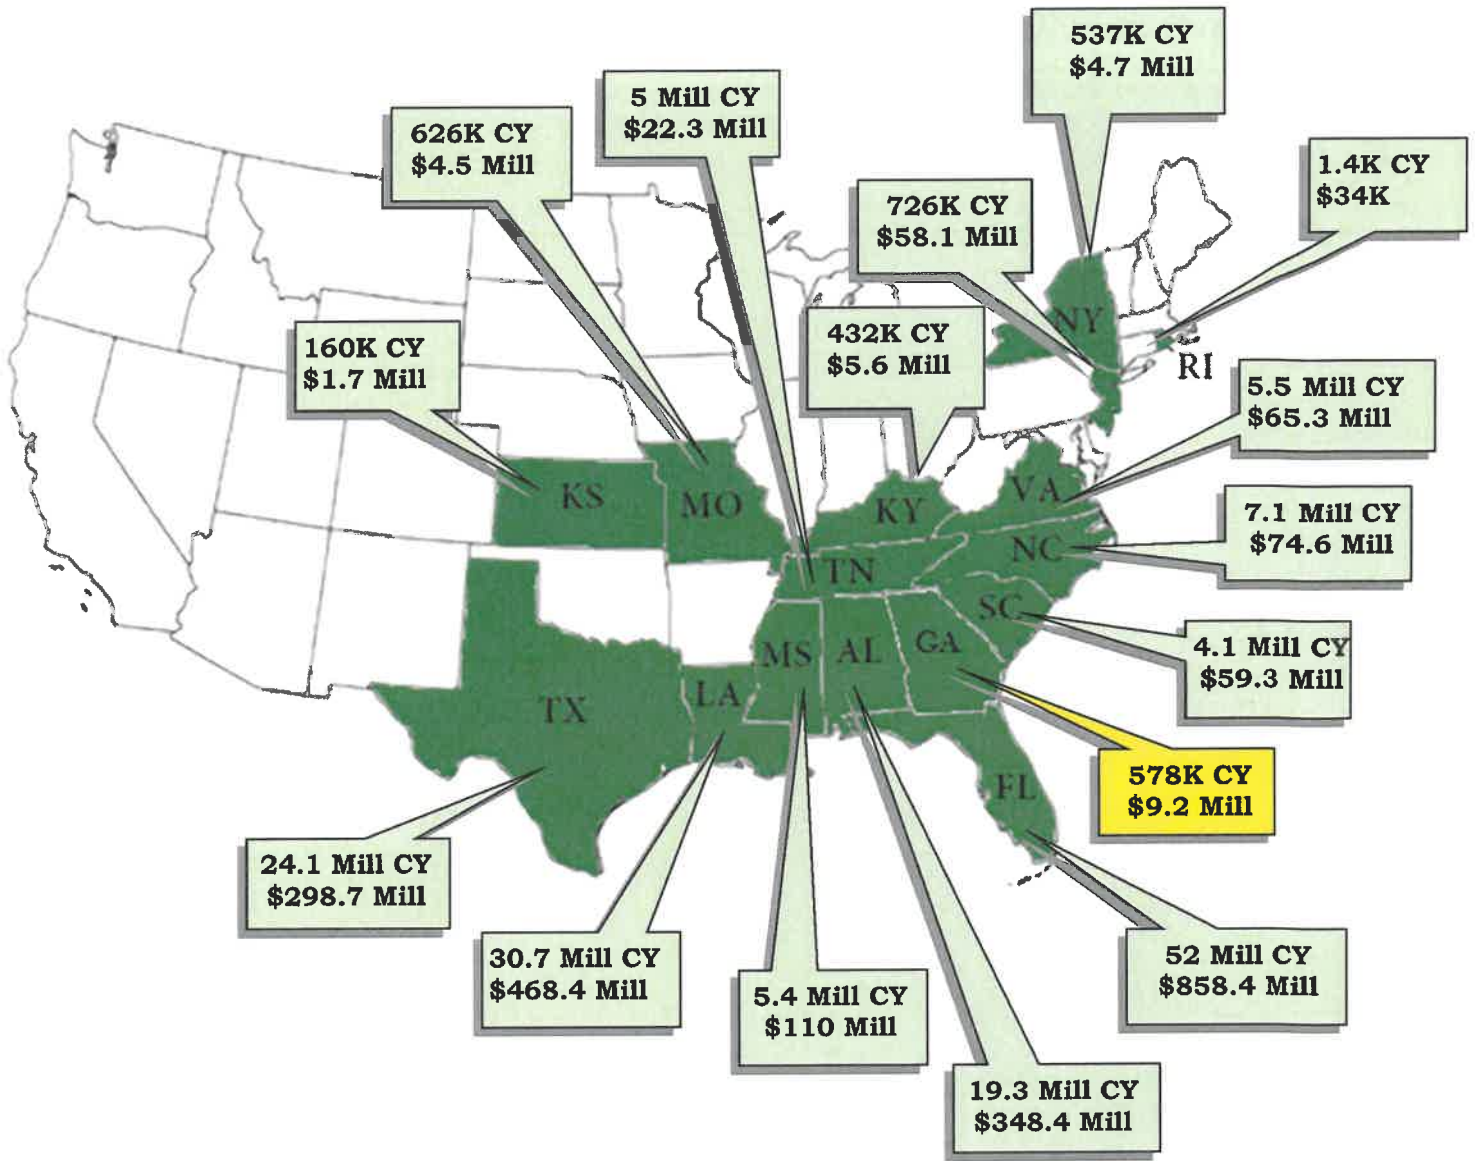 537K CY
$4.7 Mill
5 Mill CY
$22.3 Mill
626K CY
$4.5 Mill
1.4K CY
$34K
726K CY
$58.1 Mill
432K CY
$5.6 Mill
160K CY
$1.7 Mill
NY
RI
5.5 Mill CY
$65.3 Mill
KS
MO
KY
VA
7.1 Mill CY
$74.6 Mill
TN
NC
SC
4.1 Mill CY
$59.3 Mill
MS
AL
GA
TX
LA
FL
578K CY
$9.2 Mill
24.1 Mill CY
$298.7 Mill
30.7 Mill CY
$468.4 Mill
5.4 Mill CY
$110 Mill
52 Mill CY
$858.4 Mill
19.3 Mill CY
$348.4 Mill